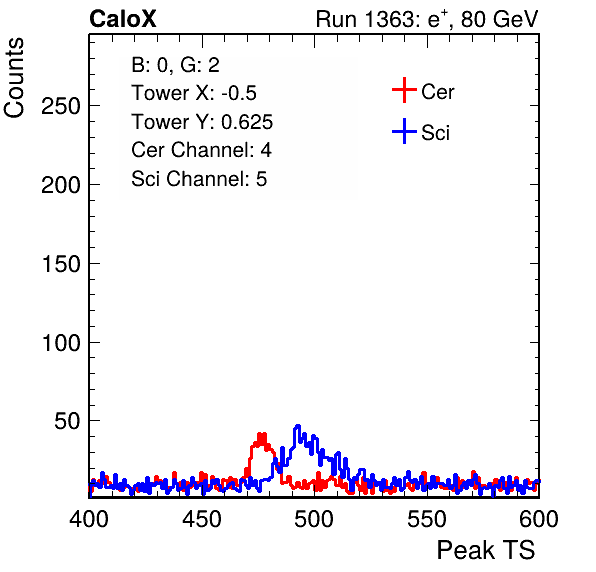 CaloX Run 1363: e⁺, 80 GeV
B: 0, G: 2
Tower X: -0.5
Tower Y: 0.625
Cer Channel: 4
Sci Channel: 5
Cer
Sci
Counts
250
200
150
100
50
400 450 500 550 600
Peak TS